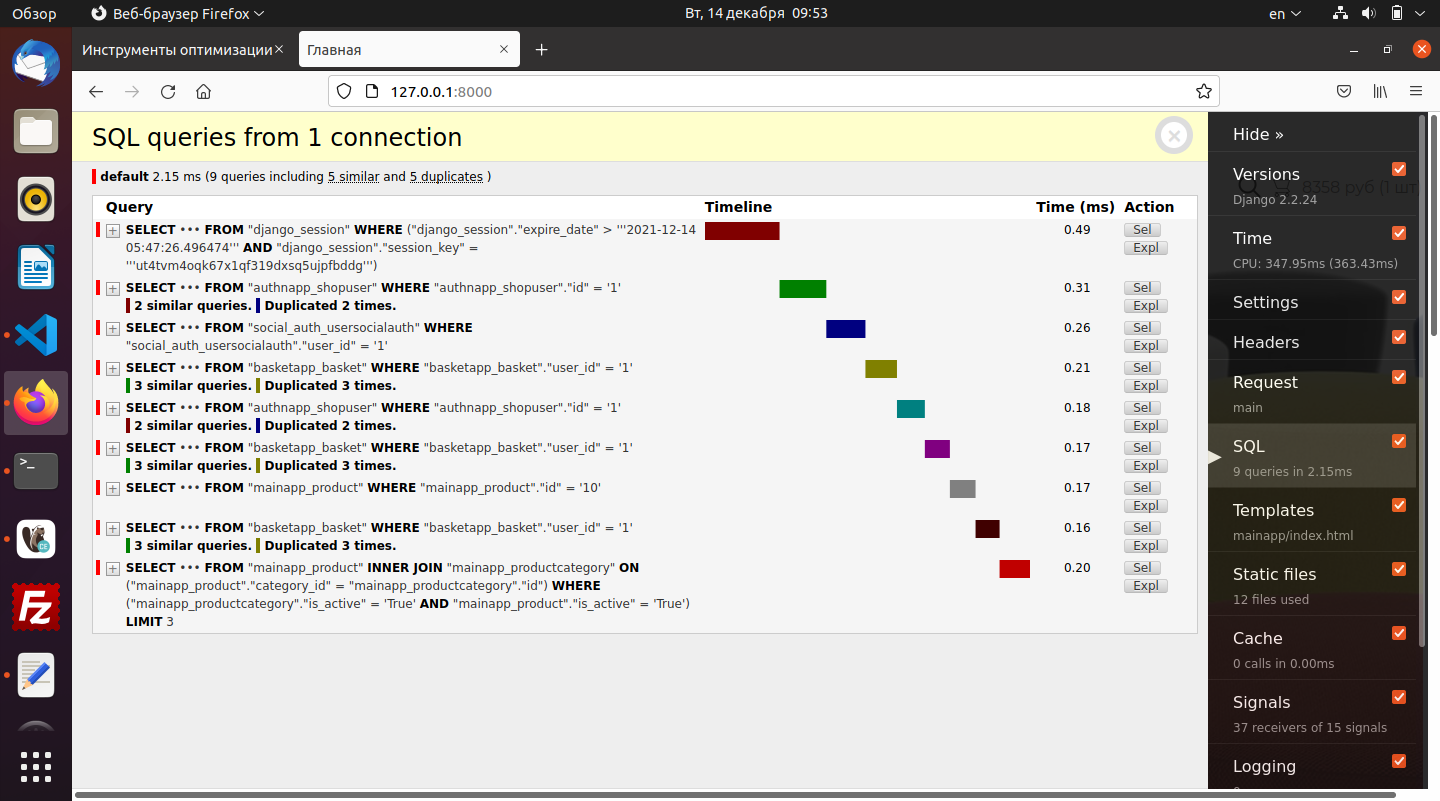 Обзор
Веб-браузер Firefox
Вт, 14 декабря 09:53
en
Инструменты оптимизации
Главная
127.0.0.1:8000
SQL queries from 1 connection
default 2.15 ms (9 queries including 5 similar and 5 duplicates )
Query Timeline Time (ms) Action
+ SELECT ••• FROM "django_session" WHERE ("django_session"."expire_date" > '''2021-12-14 0.49 Sel
05:47:26.496474''' AND "django_session"."session_key" = Expl
'''ut4tvm4oqk67x1qf319dxsq5ujpfbddg''')
+ SELECT ••• FROM "authnapp_shopuser" WHERE "authnapp_shopuser"."id" = '1' 0.31 Sel
2 similar queries. Duplicated 2 times. Expl
+ SELECT ••• FROM "social_auth_usersocialauth" WHERE 0.26 Sel
"social_auth_usersocialauth"."user_id" = '1' Expl
+ SELECT ••• FROM "basketapp_basket" WHERE "basketapp_basket"."user_id" = '1' 0.21 Sel
3 similar queries. Duplicated 3 times. Expl
+ SELECT ••• FROM "authnapp_shopuser" WHERE "authnapp_shopuser"."id" = '1' 0.18 Sel
2 similar queries. Duplicated 2 times. Expl
+ SELECT ••• FROM "basketapp_basket" WHERE "basketapp_basket"."user_id" = '1' 0.17 Sel
3 similar queries. Duplicated 3 times. Expl
+ SELECT ••• FROM "mainapp_product" WHERE "mainapp_product"."id" = '10' 0.17 Sel
Expl
+ SELECT ••• FROM "basketapp_basket" WHERE "basketapp_basket"."user_id" = '1' 0.16 Sel
3 similar queries. Duplicated 3 times. Expl
+ SELECT ••• FROM "mainapp_product" INNER JOIN "mainapp_productcategory" ON 0.20 Sel
("mainapp_product"."category_id" = "mainapp_productcategory"."id") WHERE Expl
("mainapp_productcategory"."is_active" = 'True' AND "mainapp_product"."is_active" = 'True')
LIMIT 3
Hide »
Versions
Django 2.2.24
8358 руб (1 шт
Time
CPU: 347.95ms (363.43ms)
Settings
Headers
Request
main
SQL
9 queries in 2.15ms
Templates
mainapp/index.html
Static files
12 files used
Cache
0 calls in 0.00ms
Signals
37 receivers of 15 signals
Logging